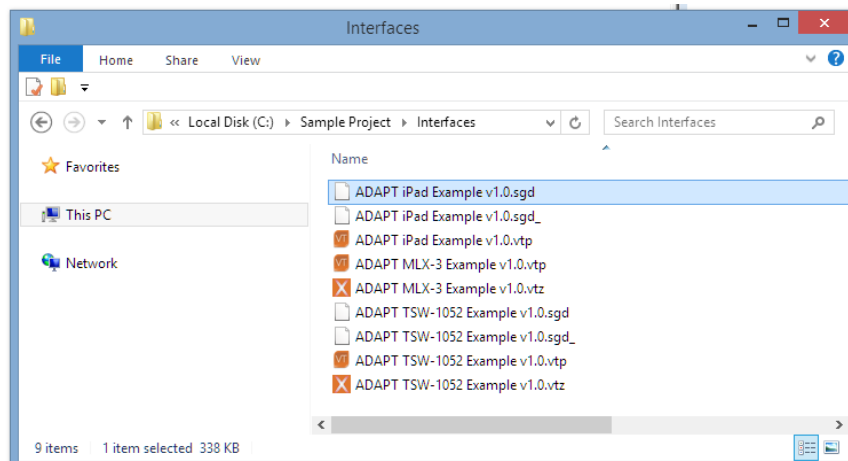 Interfaces
File Home Share View
« Local Disk (C:) Sample Project Interfaces Search Interfaces
Favorites
This PC
Network
Name
ADAPT iPad Example v1.0.sgd
ADAPT iPad Example v1.0.sgd_
VT ADAPT iPad Example v1.0.vtp
VT ADAPT MLX-3 Example v1.0.vtp
ADAPT MLX-3 Example v1.0.vtz
ADAPT TSW-1052 Example v1.0.sgd
ADAPT TSW-1052 Example v1.0.sgd_
VT ADAPT TSW-1052 Example v1.0.vtp
ADAPT TSW-1052 Example v1.0.vtz
9 items 1 item selected 338 KB